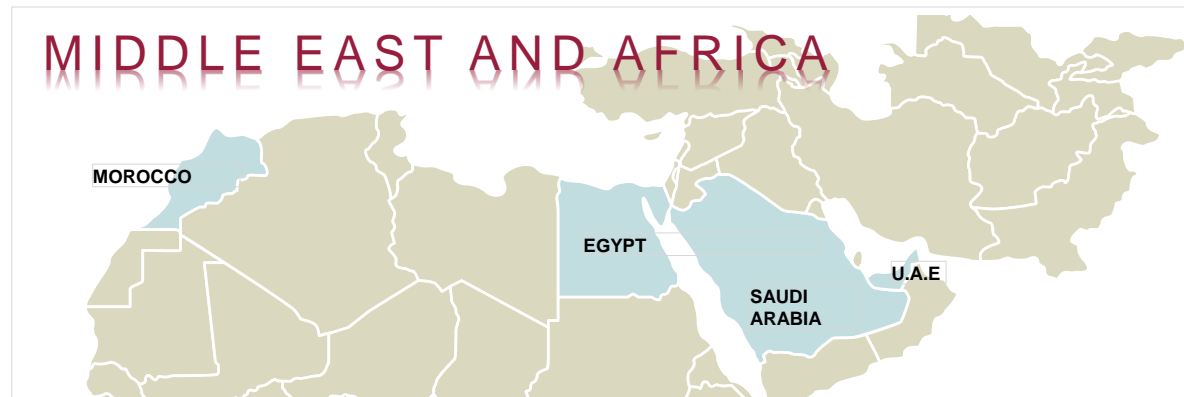 MIDDLE EAST AND AFRICA
MOROCCO
EGYPT
U.A.E
SAUDI
ARABIA